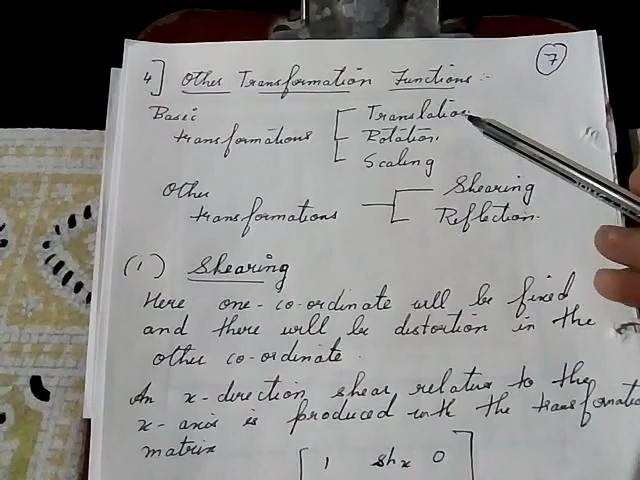 7
4] Other Transformation Functions :-
Basic transformations
Translation.
Rotation.
Scaling
Other transformations
Shearing
Reflection.
(1) Shearing
Here one-co-ordinate will be fixed
and there will be distortion in the
other co-ordinate.
An x-direction shear relative to the
x-axis is produced with the transformatio
matrix
1 shx 0